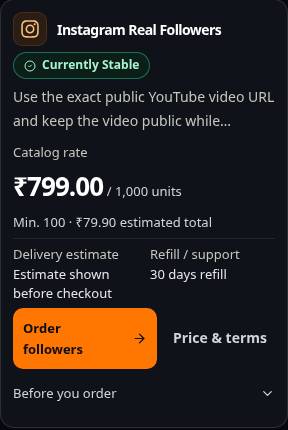 Instagram Real Followers
Currently Stable
Use the exact public YouTube video URL
and keep the video public while...
Catalog rate
₹799.00 / 1,000 units
Min. 100 · ₹79.90 estimated total
Delivery estimate
Estimate shown
before checkout
Refill / support
30 days refill
Order
followers
Price & terms
Before you order